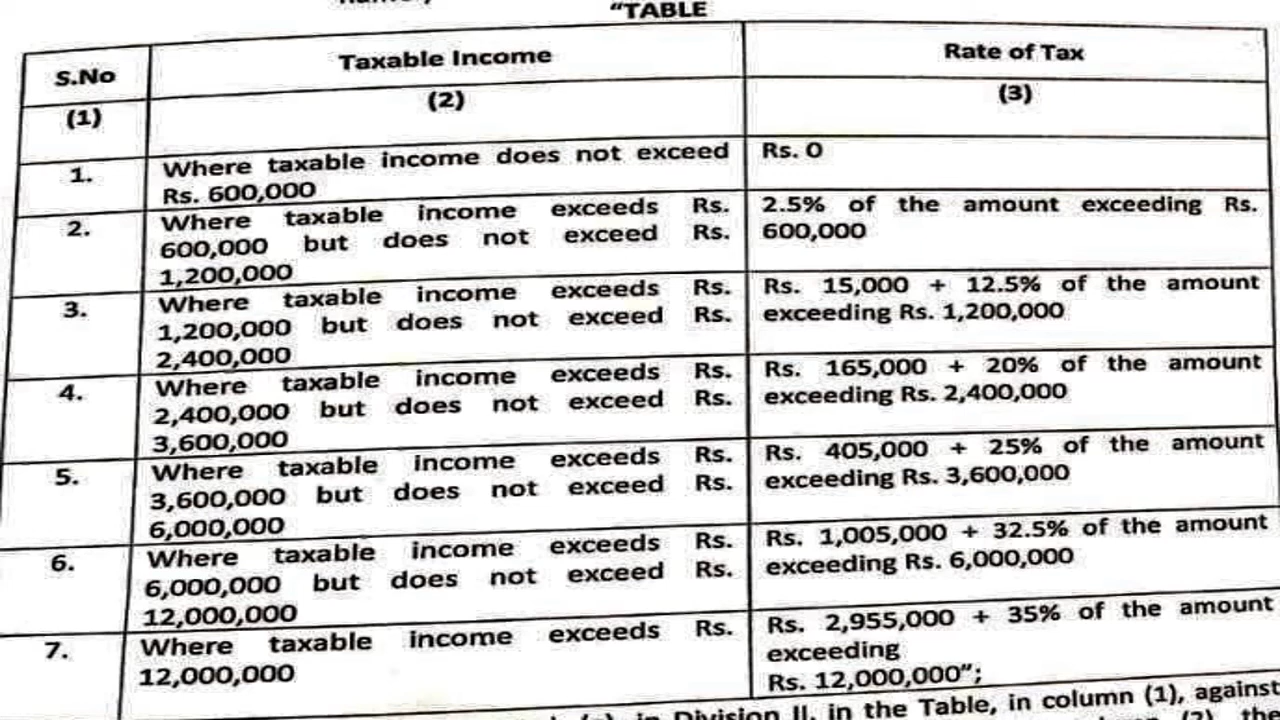 “TABLE
S.No
Taxable Income
Rate of Tax
(1)
(2)
(3)
1.
Where taxable income does not exceed
Rs. 600,000
Rs. 0
2.
Where taxable income exceeds Rs.
600,000 but does not exceed Rs.
1,200,000
2.5% of the amount exceeding Rs.
600,000
3.
Where taxable income exceeds Rs.
1,200,000 but does not exceed Rs.
2,400,000
Rs. 15,000 + 12.5% of the amount
exceeding Rs. 1,200,000
4.
Where taxable income exceeds Rs.
2,400,000 but does not exceed Rs.
3,600,000
Rs. 165,000 + 20% of the amount
exceeding Rs. 2,400,000
5.
Where taxable income exceeds Rs.
3,600,000 but does not exceed Rs.
6,000,000
Rs. 405,000 + 25% of the amount
exceeding Rs. 3,600,000
6.
Where taxable income exceeds Rs.
6,000,000 but does not exceed Rs.
12,000,000
Rs. 1,005,000 + 32.5% of the amount
exceeding Rs. 6,000,000
7.
Where taxable income exceeds Rs.
12,000,000
Rs. 2,955,000 + 35% of the amount
exceeding
Rs. 12,000,000”;
in Division II, in the Table, in column (1), against
(2), the